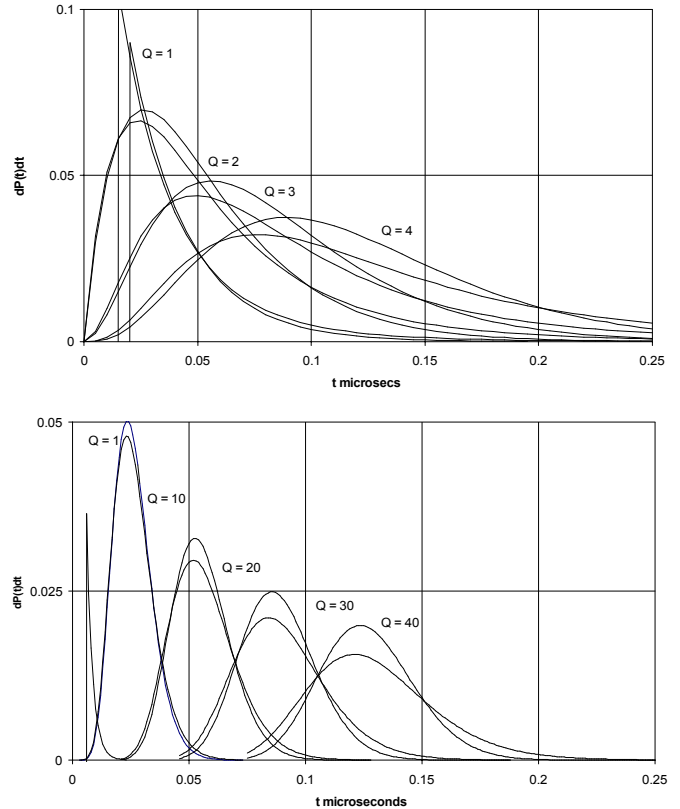 0.1
Q = 1
Q = 2
Q = 3
Q = 4
0.05
0
dP(t)dt
0 0.05 0.1 0.15 0.2 0.25
t microsecs
0.05
Q = 1
Q = 10
Q = 20
Q = 30
Q = 40
0.025
0
dP(t)dt
0 0.05 0.1 0.15 0.2 0.25
t microseconds